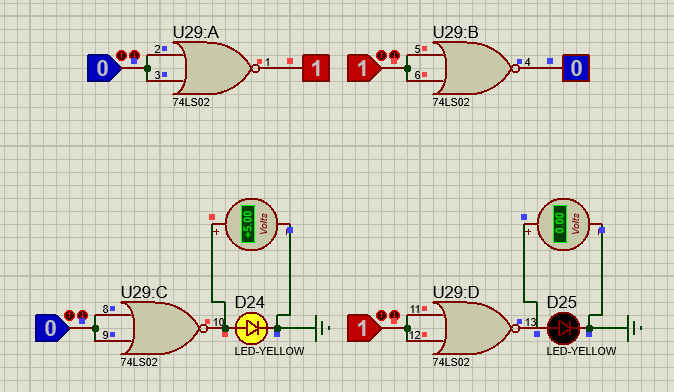 U29:A
U29:B
0
2
3
1
1
1
5
6
4
0
74LS02
74LS02
+5.00
Volts
+
0.00
Volts
+
U29:C
D24
U29:D
D25
0
8
9
10
1
11
12
13
LED-YELLOW
LED-YELLOW
74LS02
74LS02